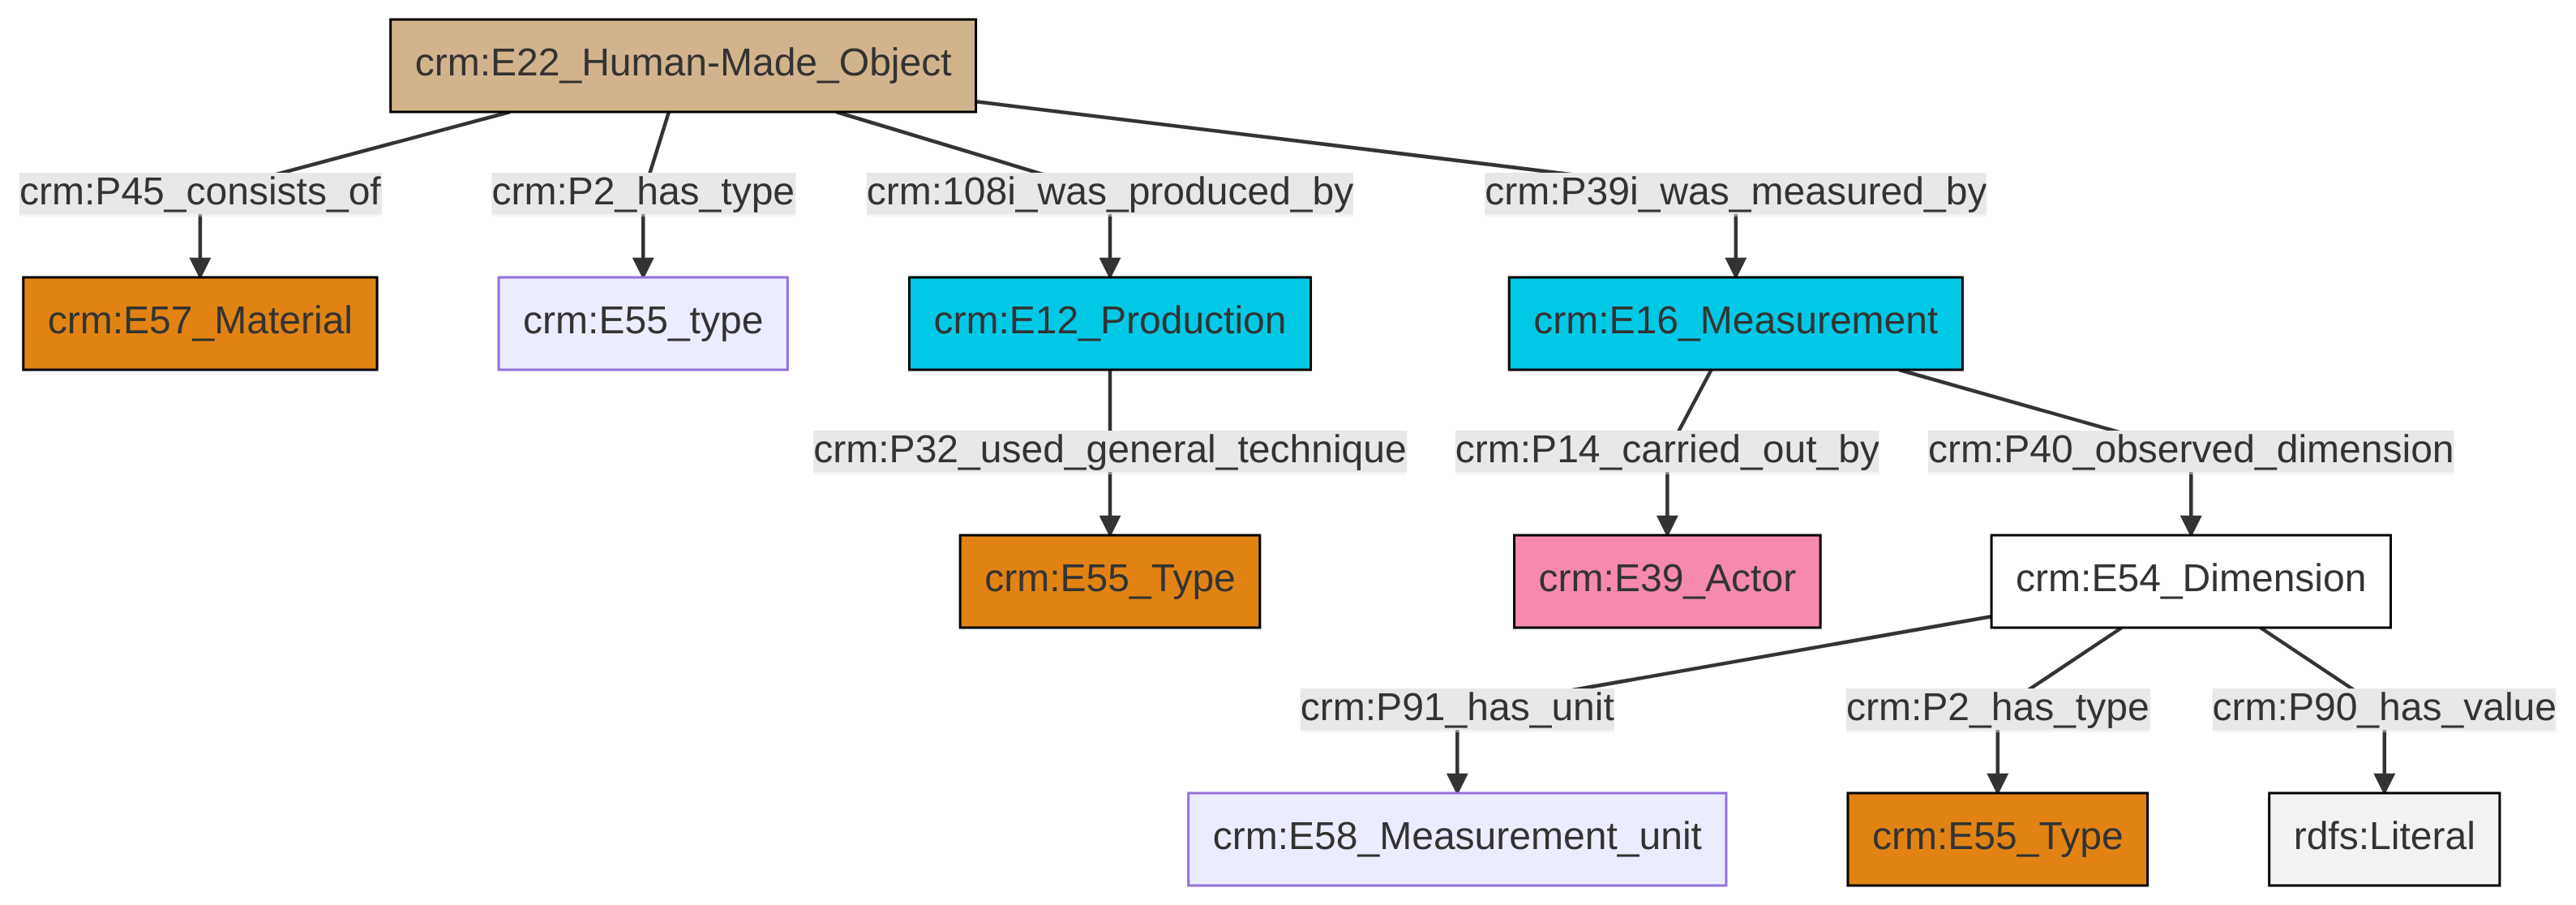 crm:E22_Human-Made_Object
crm:P45_consists_of
crm:P2_has_type
crm:108i_was_produced_by
crm:P39i_was_measured_by
crm:E57_Material
crm:E55_type
crm:E12_Production
crm:E16_Measurement
crm:P32_used_general_technique
crm:P14_carried_out_by
crm:P40_observed_dimension
crm:E55_Type
crm:E39_Actor
crm:E54_Dimension
crm:P91_has_unit
crm:P2_has_type
crm:P90_has_value
crm:E58_Measurement_unit
crm:E55_Type
rdfs:Literal